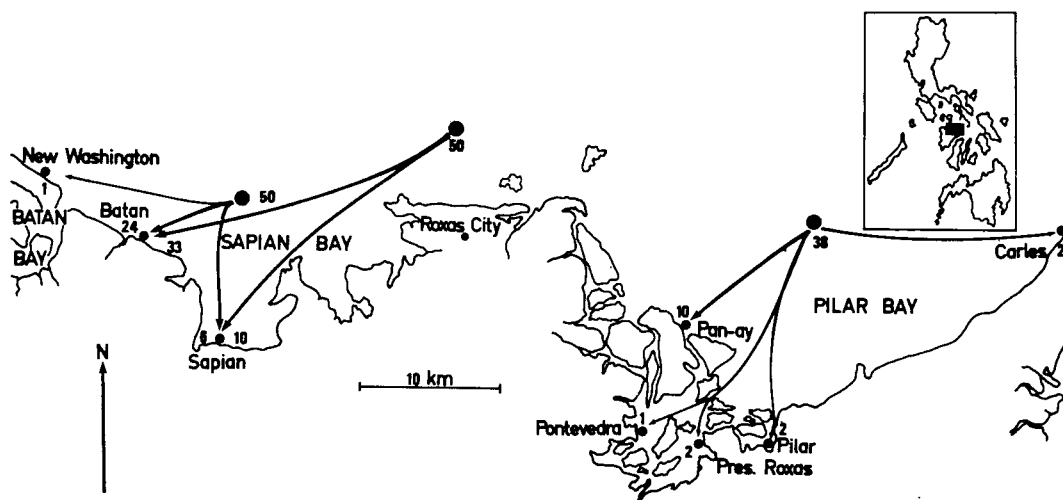 50
New Washington
1
BATAN
BAY
Batan
24
33
50
SAPIAN
BAY
Roxas City
6
10
Sapian
N
10 km
38
Carles
2
PILAR BAY
10
Pan-ay
Pontevedra
1
2
Pres. Roxas
2
Pilar